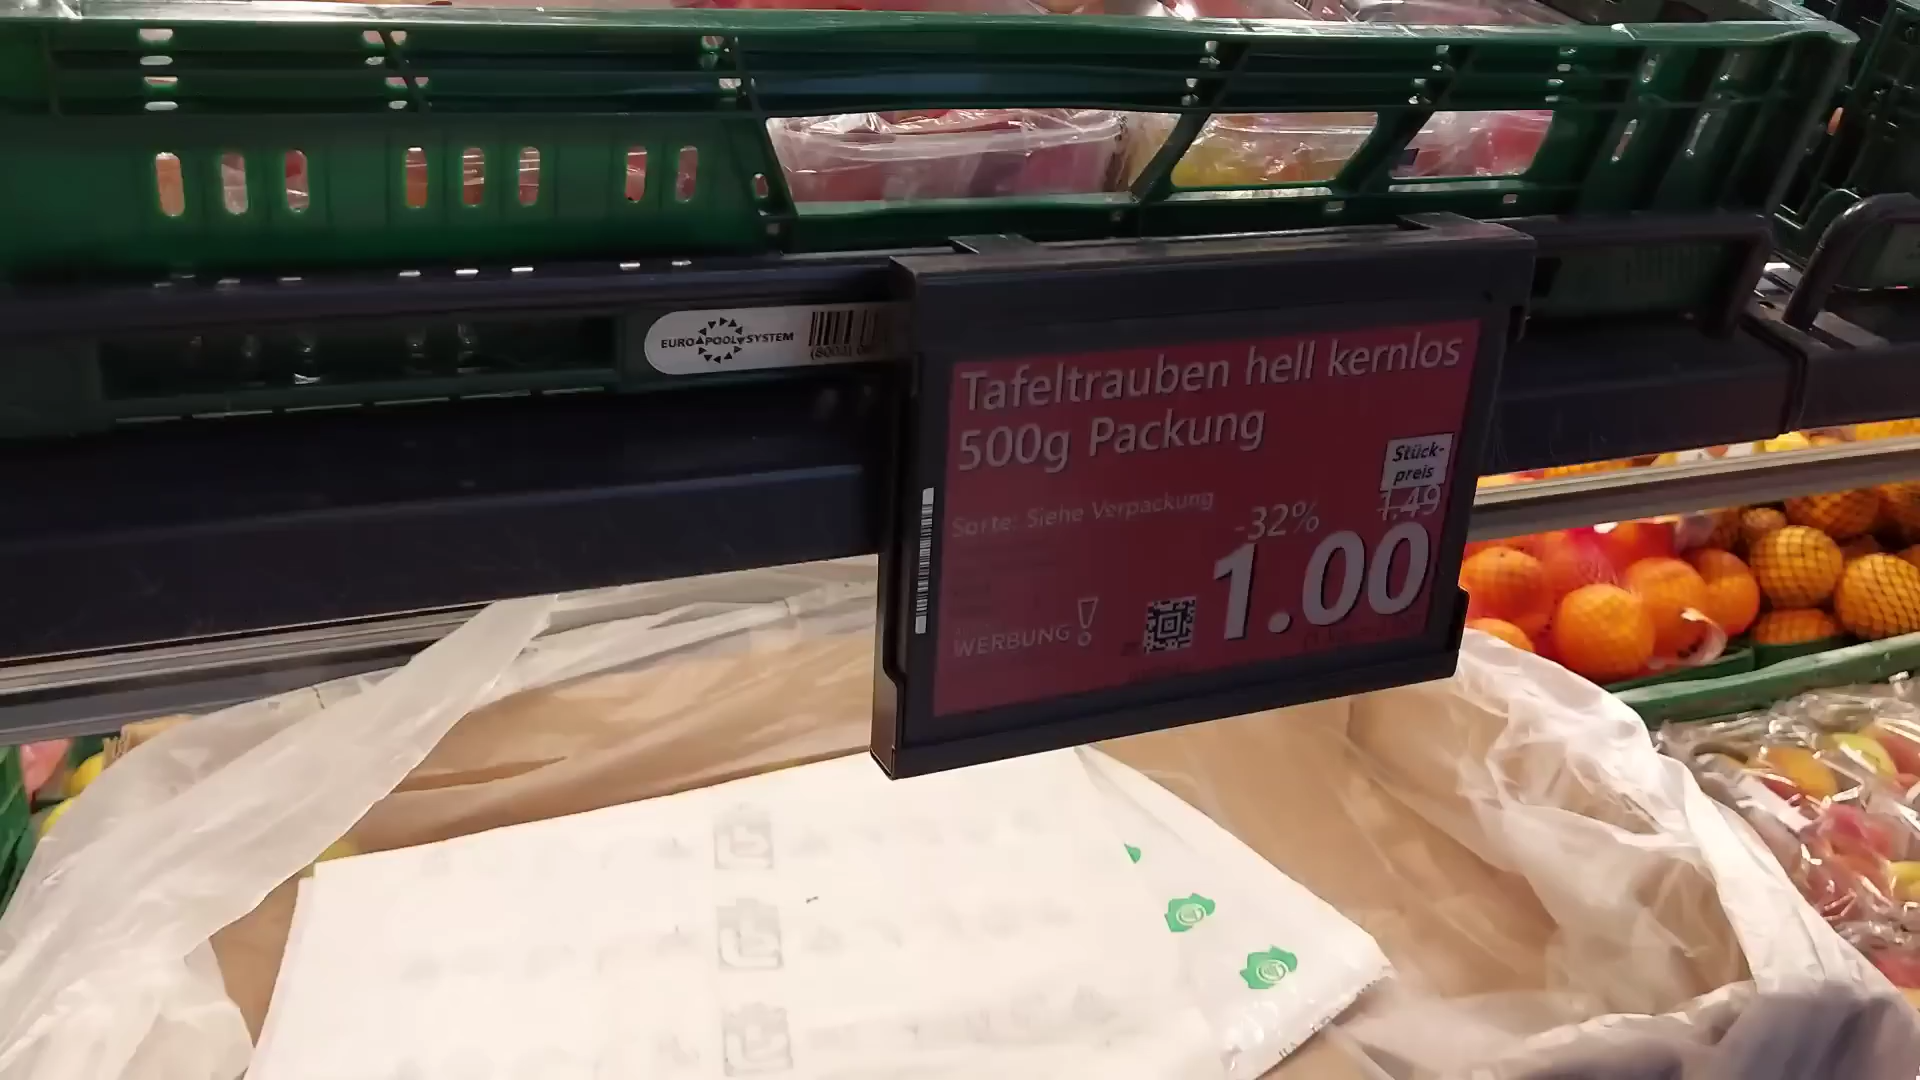 EURO POOL SYSTEM
Tafeltrauben hell kernlos
500g Packung
Stück-
preis
1.49
Sorte: Siehe Verpackung
-32%
1.00
WERBUNG!